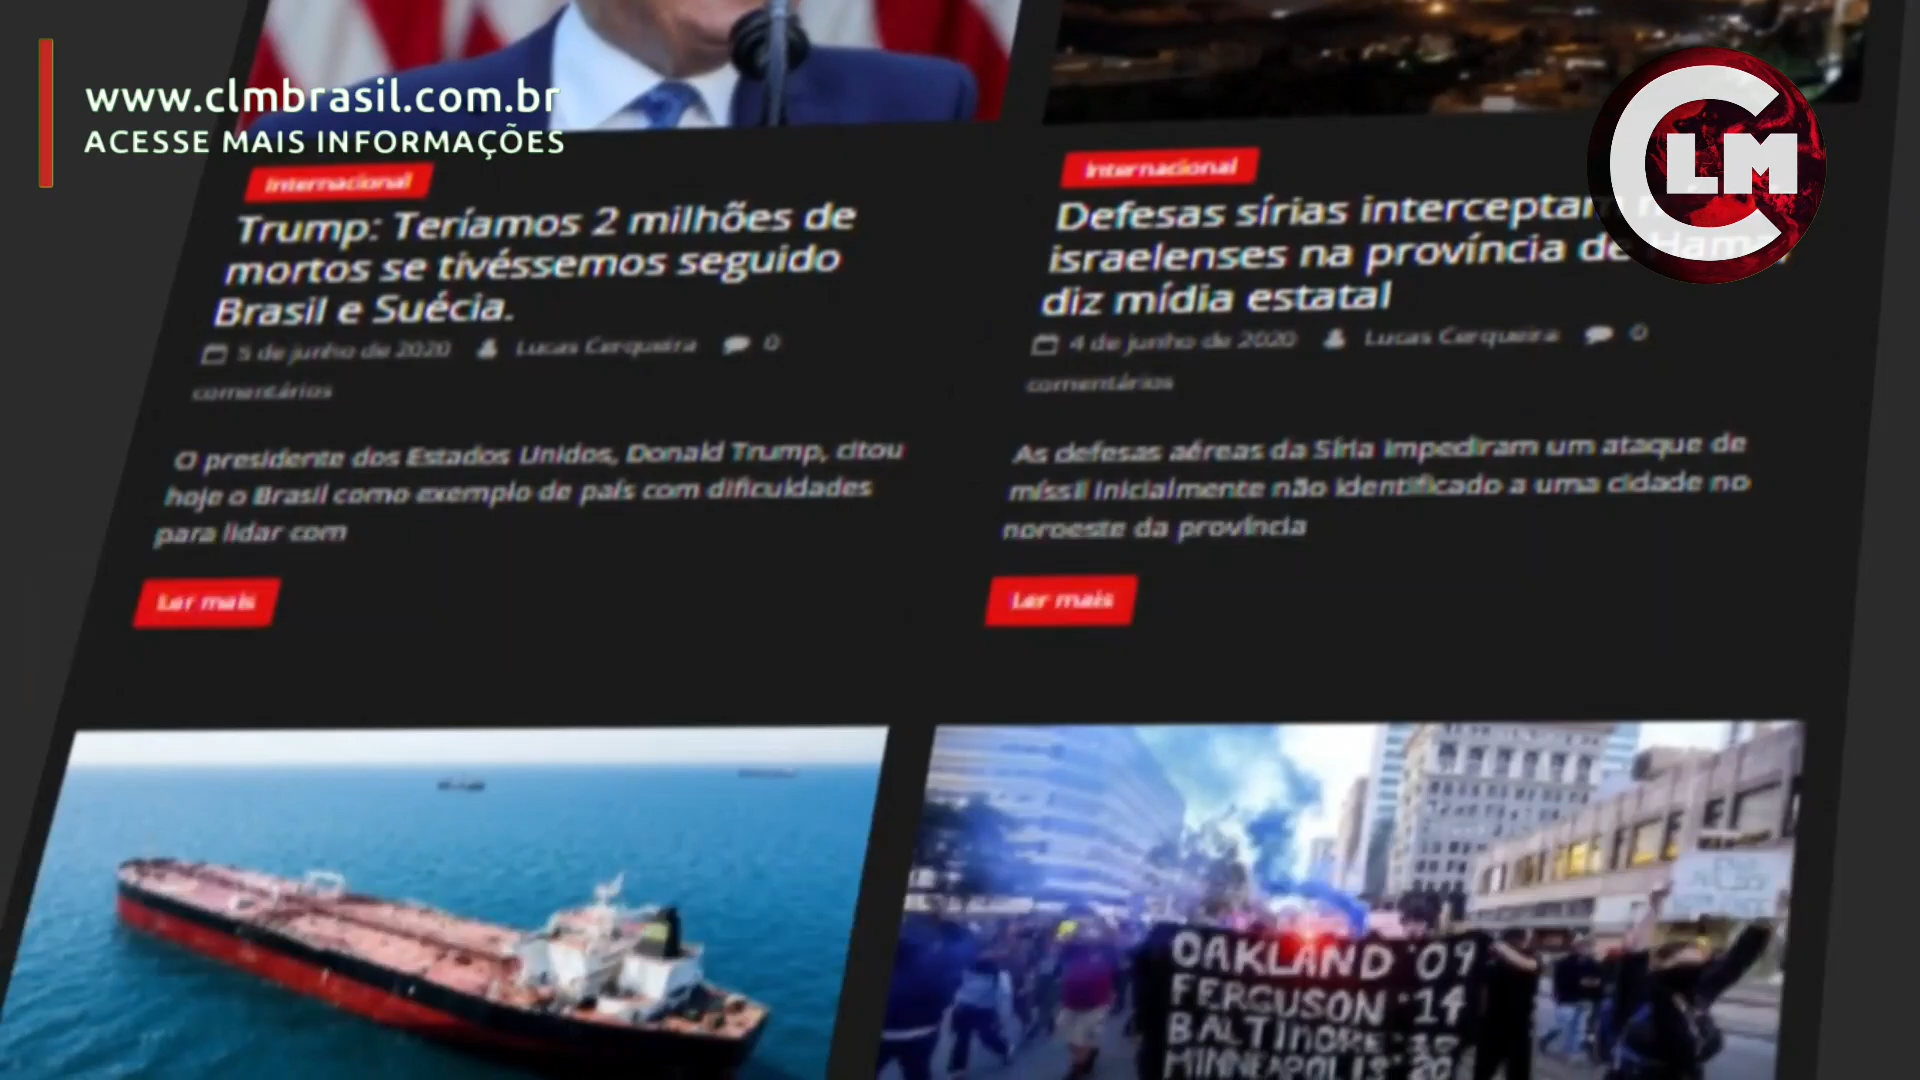 www.clmbrasil.com.br
ACESSE MAIS INFORMAÇÕES
CLM
Internacional
Trump: Teríamos 2 milhões de
mortos se tivéssemos seguido
Brasil e Suécia.
5 de junho de 2020 Lucas Cerqueira 0
comentários
O presidente dos Estados Unidos, Donald Trump, citou
hoje o Brasil como exemplo de país com dificuldades
para lidar com
Ler mais
Internacional
Defesas sírias interceptam
israelenses na província de Hama,
diz mídia estatal
4 de junho de 2020 Lucas Cerqueira 0
comentários
As defesas aéreas da Síria impediram um ataque de
míssil inicialmente não identificado a uma cidade no
noroeste da província
Ler mais
OAKLAND '09
FERGUSON '14
BALTIMORE
MINNEAPOLIS '20